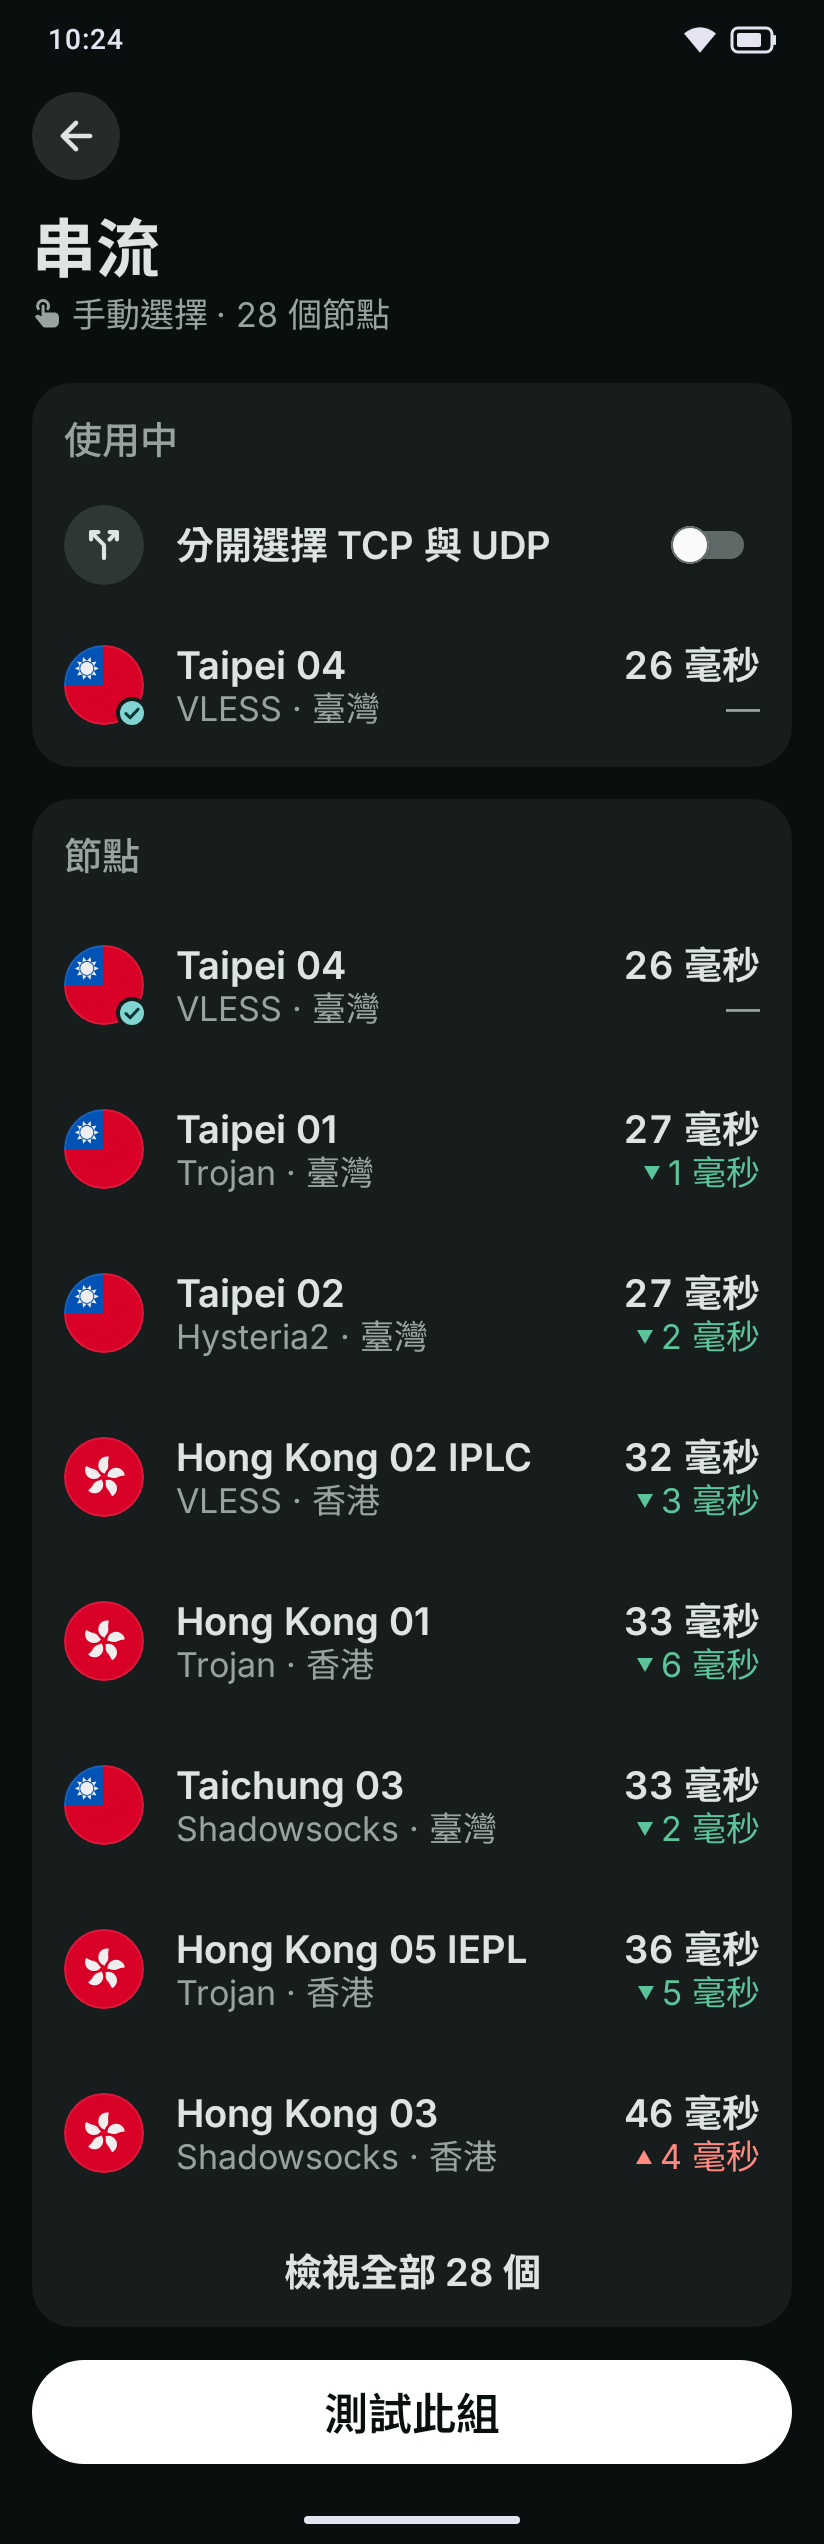 10:24
串流
手動選擇 · 28 個節點
使用中
分開選擇 TCP 與 UDP
Taipei 04
26 毫秒
VLESS · 臺灣
—
節點
Taipei 04
26 毫秒
VLESS · 臺灣
—
Taipei 01
27 毫秒
Trojan · 臺灣
▼1 毫秒
Taipei 02
27 毫秒
Hysteria2 · 臺灣
▼2 毫秒
Hong Kong 02 IPLC
32 毫秒
VLESS · 香港
▼3 毫秒
Hong Kong 01
33 毫秒
Trojan · 香港
▼6 毫秒
Taichung 03
33 毫秒
Shadowsocks · 臺灣
▼2 毫秒
Hong Kong 05 IEPL
36 毫秒
Trojan · 香港
▼5 毫秒
Hong Kong 03
46 毫秒
Shadowsocks · 香港
▲4 毫秒
檢視全部 28 個
測試此組